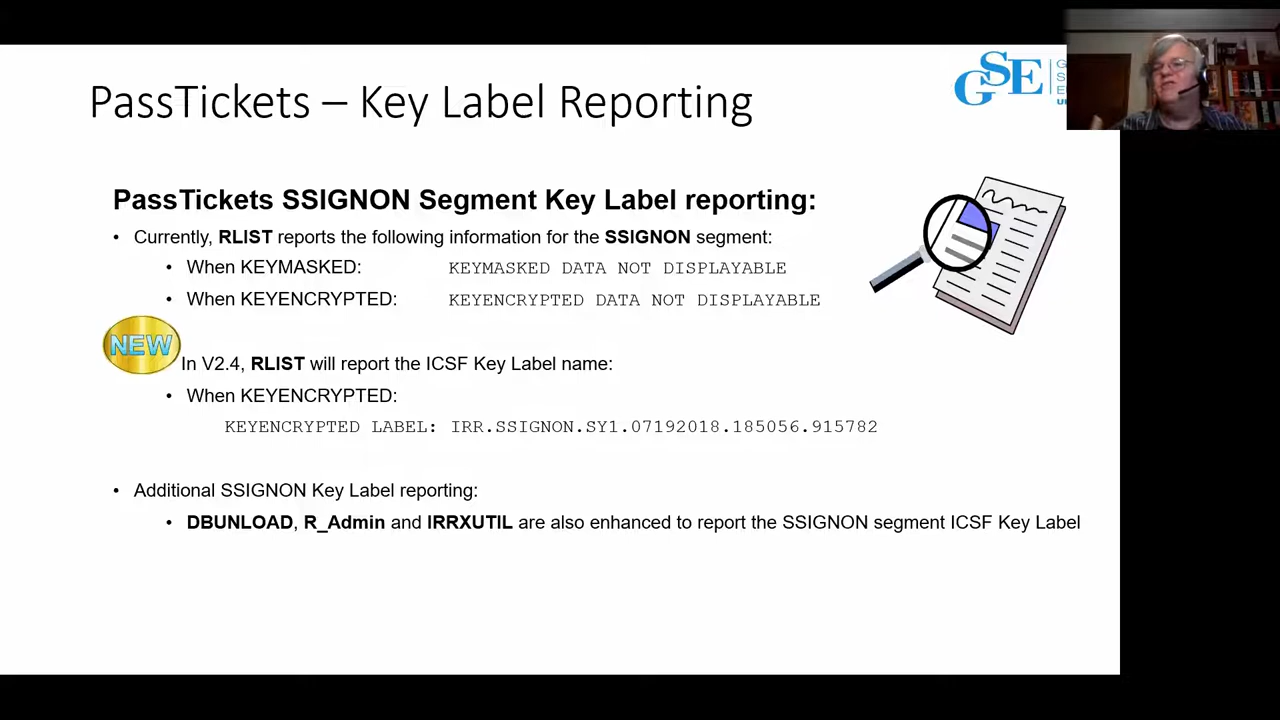 PassTickets – Key Label Reporting
GSE
PassTickets SSIGNON Segment Key Label reporting:
• Currently, RLIST reports the following information for the SSIGNON segment:
• When KEYMASKED: KEYMASKED DATA NOT DISPLAYABLE
• When KEYENCRYPTED: KEYENCRYPTED DATA NOT DISPLAYABLE
NEW
In V2.4, RLIST will report the ICSF Key Label name:
• When KEYENCRYPTED:
KEYENCRYPTED LABEL: IRR.SSIGNON.SY1.07192018.185056.915782
• Additional SSIGNON Key Label reporting:
• DBUNLOAD, R_Admin and IRRXUTIL are also enhanced to report the SSIGNON segment ICSF Key Label